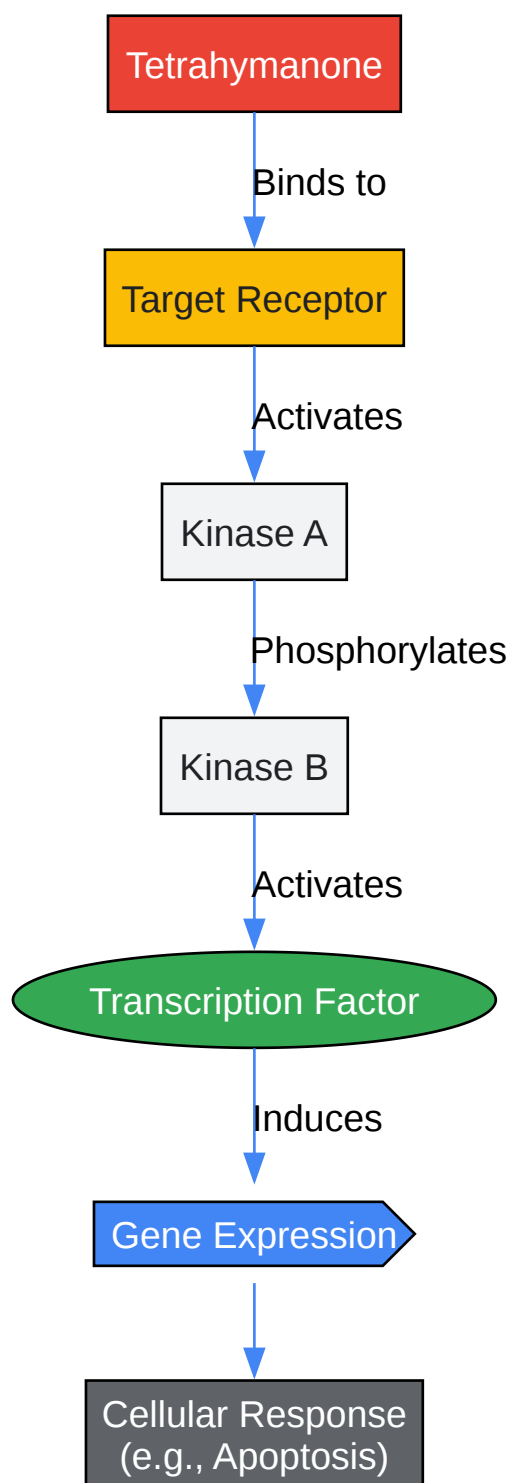 Tetrahymanone
Binds to
Target Receptor
Activates
Kinase A
Phosphorylates
Kinase B
Activates
Transcription Factor
Induces
Gene Expression
Cellular Response
(e.g., Apoptosis)